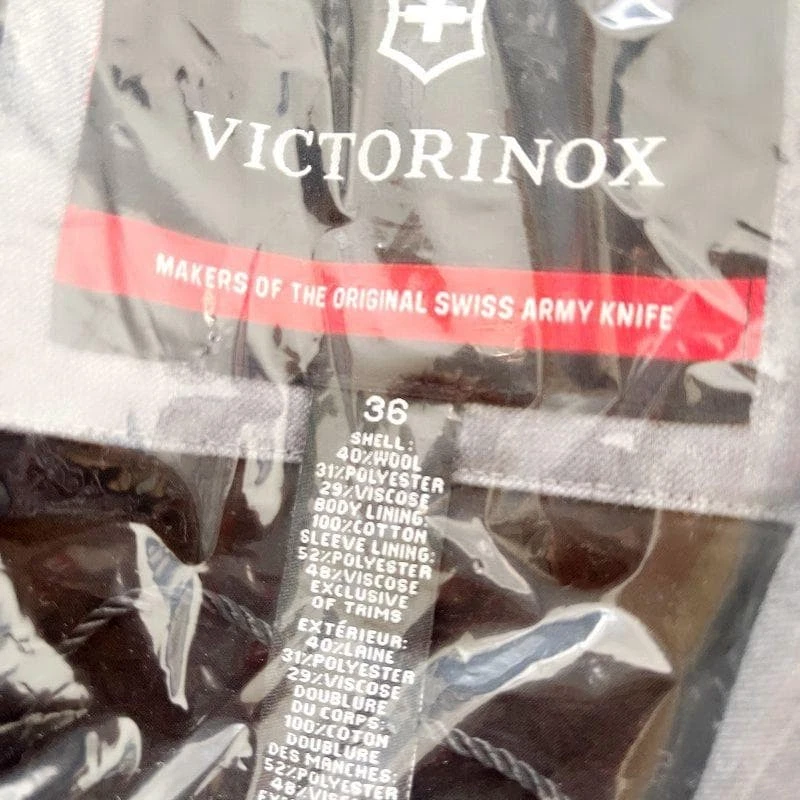 VICTORINOX
MAKERS OF THE ORIGINAL SWISS ARMY KNIFE
36
SHELL:
40%WOOL
31%POLYESTER
29%VISCOSE
BODY LINING:
100%COTTON
SLEEVE LINING:
52%POLYESTER
48%VISCOSE
EXCLUSIVE
OF TRIMS
EXTÉRIEUR:
40%LAINE
31%POLYESTER
29%VISCOSE
DOUBLURE
DU CORPS:
100%COTON
DOUBLURE
DES MANCHES:
52%POLYESTER